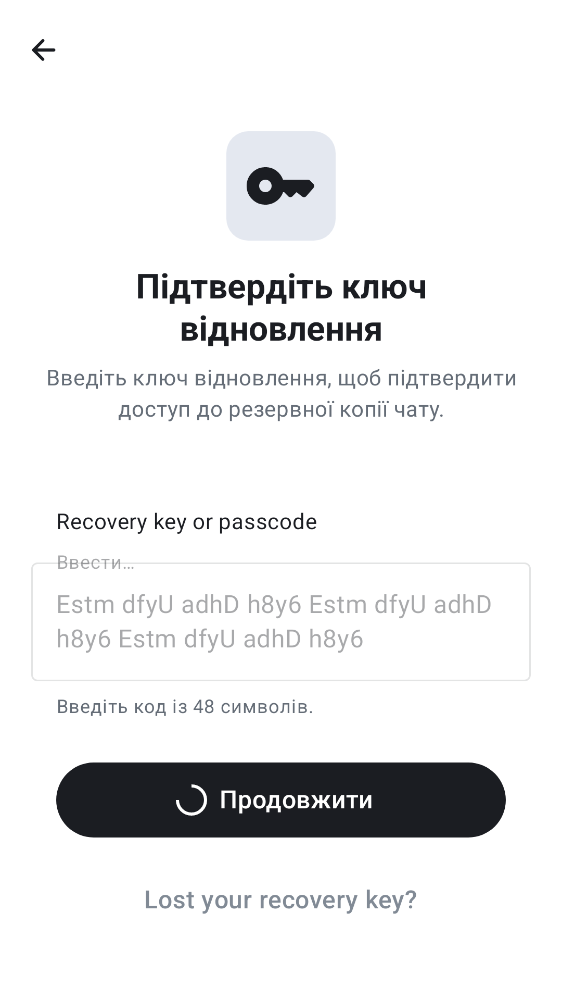 Підтвердіть ключ
відновлення
Введіть ключ відновлення, щоб підтвердити
доступ до резервної копії чату.
Recovery key or passcode
Ввести...
Estm dfyU adhD h8y6 Estm dfyU adhD
h8y6 Estm dfyU adhD h8y6
Введіть код із 48 символів.
Продовжити
Lost your recovery key?